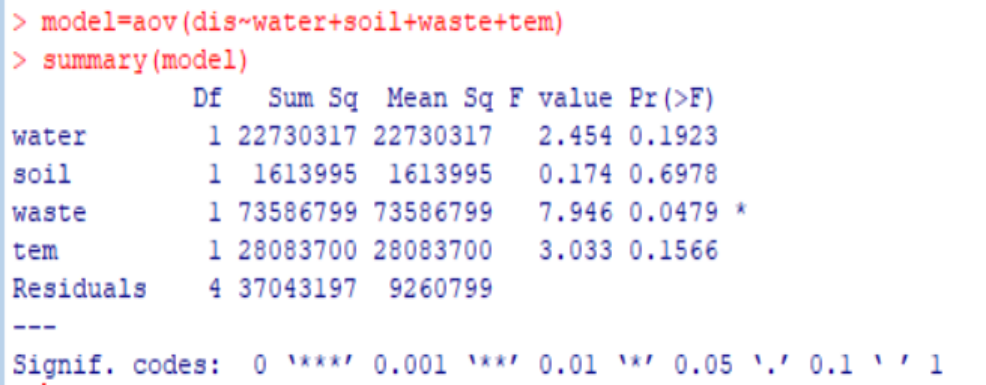 > model=aov(dis~water+soil+waste+tem)
> summary(model)
            Df   Sum Sq  Mean Sq F value Pr(>F)
water        1 22730317 22730317   2.454 0.1923
soil         1  1613995  1613995   0.174 0.6978
waste        1 73586799 73586799   7.946 0.0479 *
tem          1 28083700 28083700   3.033 0.1566
Residuals    4 37043197  9260799
---
Signif. codes:  0 ‘***’ 0.001 ‘**’ 0.01 ‘*’ 0.05 ‘.’ 0.1 ‘ ’ 1